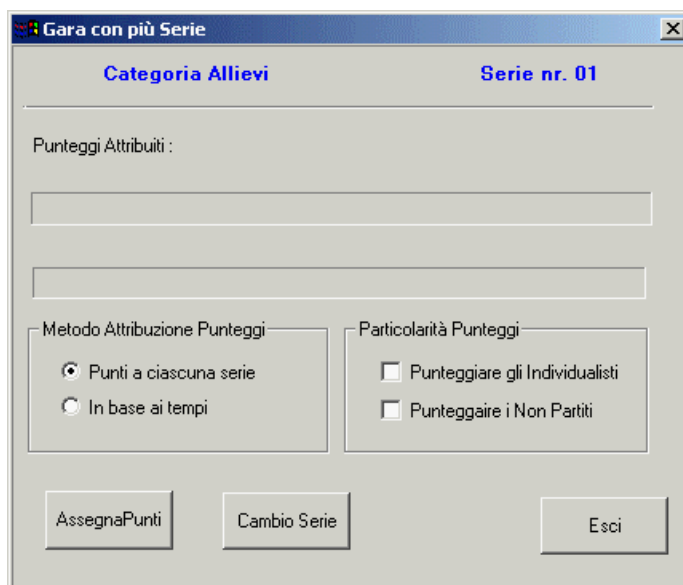 Gara con più Serie
Categoria Allievi Serie nr. 01
Punteggi Attribuiti :
Metodo Attribuzione Punteggi Particolarità Punteggi
Punti a ciascuna serie Punteggiare gli Individualisti
In base ai tempi Punteggaire i Non Partiti
AssegnaPunti Cambio Serie Esci